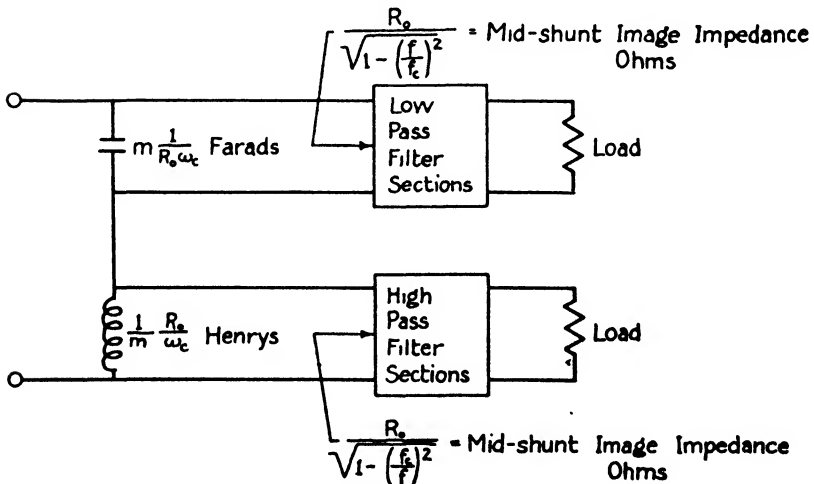 R₀/√(1-(f/f_c)²) = Mid-shunt Image Impedance
Ohms
m 1/(R₀ω_c) Farads
Low
Pass
Filter
Sections
Load
1/m R₀/ω_c Henrys
High
Pass
Filter
Sections
Load
R₀/√(1-(f_c/f)²) = Mid-shunt Image Impedance
Ohms